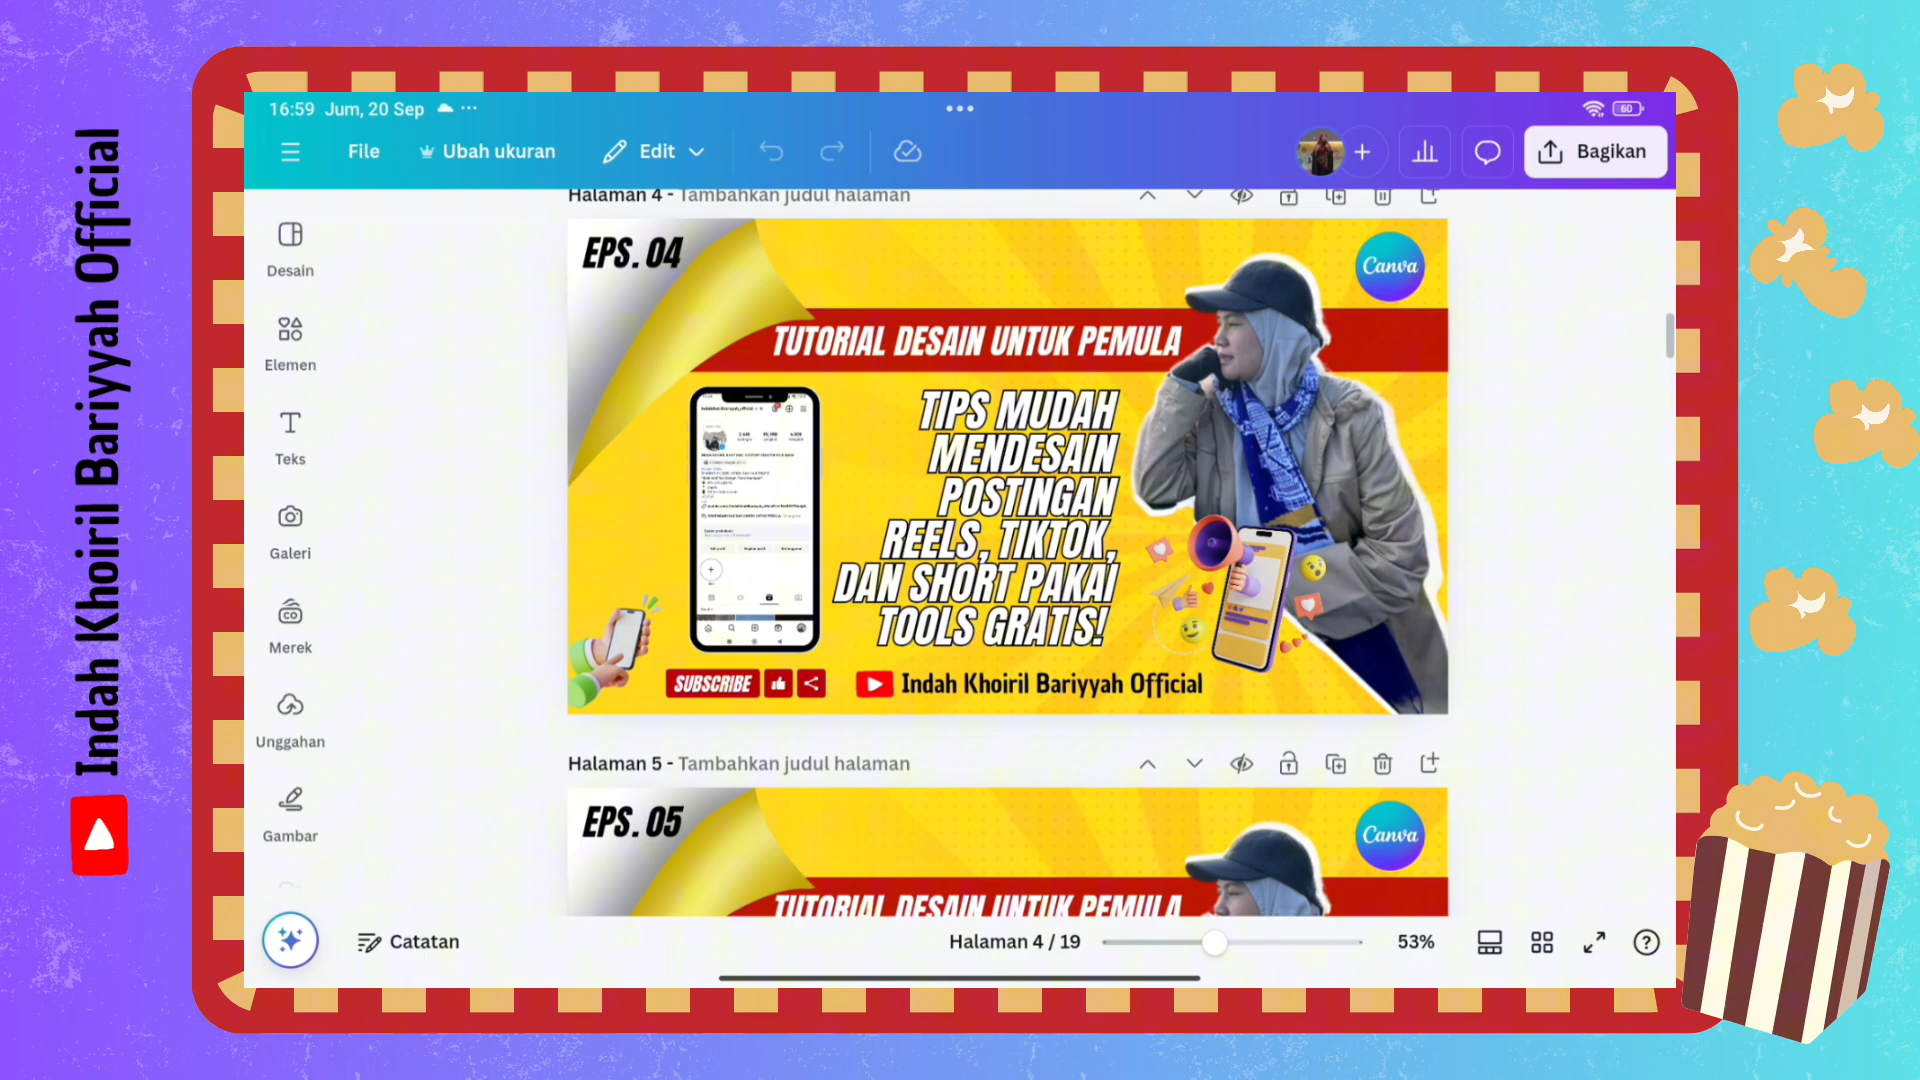 Indah Khoiril Bariyyah Official
16:59 Jum, 20 Sep
60
File
Ubah ukuran
Edit
Bagikan
Desain
Elemen
Teks
Galeri
CO
Merek
Unggahan
Gambar
Halaman 4 - Tambahkan judul halaman
EPS. 04
Canva
TUTORIAL DESAIN UNTUK PEMULA
TIPS MUDAH
MENDESAIN
POSTINGAN
REELS, TIKTOK,
DAN SHORT PAKAI
TOOLS GRATIS!
SUBSCRIBE
Indah Khoiril Bariyyah Official
Halaman 5 - Tambahkan judul halaman
EPS. 05
Canva
TUTORIAL DESAIN UNTUK PEMULA
Catatan
Halaman 4 / 19
53%
?